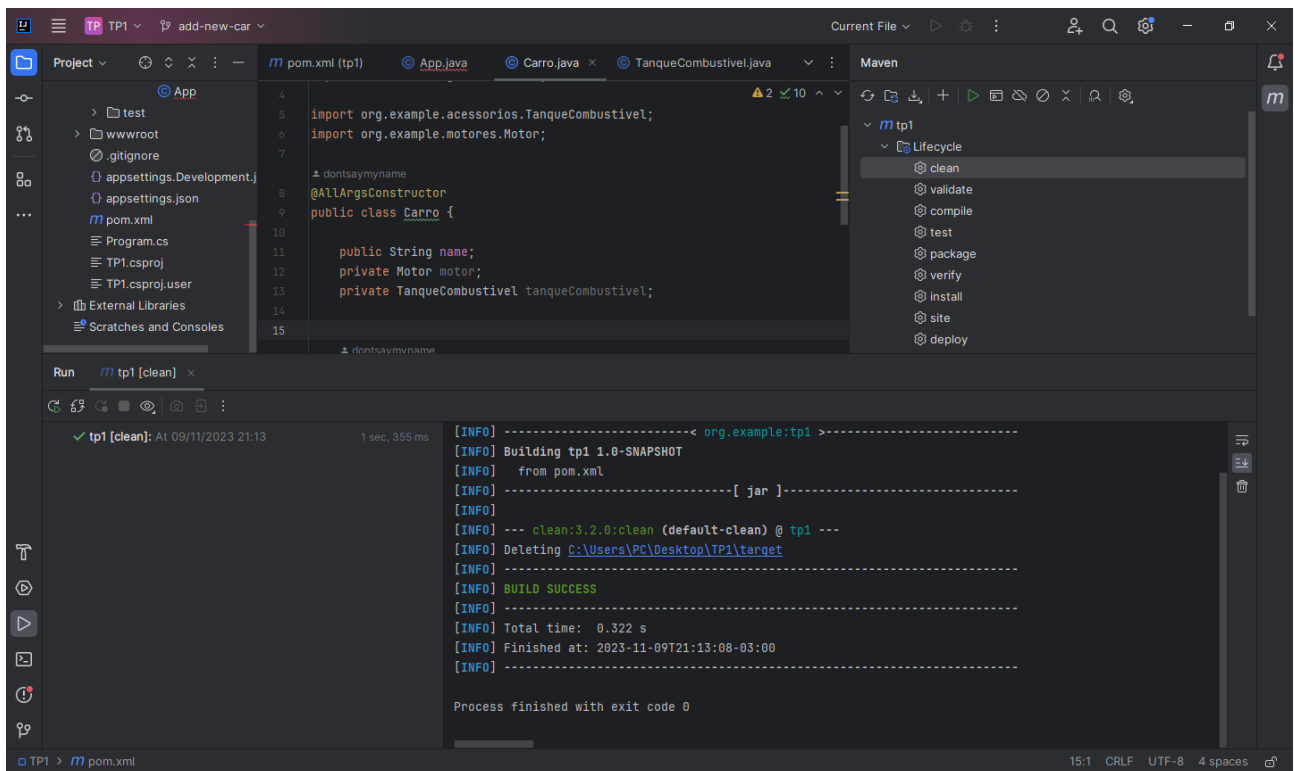 TP TP1 add-new-car Current File
Project
App
test
wwwroot
.gitignore
appsettings.Development.j
appsettings.json
pom.xml
Program.cs
TP1.csproj
TP1.csproj.user
External Libraries
Scratches and Consoles
pom.xml (tp1) App.java Carro.java TanqueCombustivel.java
2 10
4
5 import org.example.acessorios.TanqueCombustivel;
6 import org.example.motores.Motor;
7
dontsaymyname
8 @AllArgsConstructor
9 public class Carro {
10
11 public String name;
12 private Motor motor;
13 private TanqueCombustivel tanqueCombustivel;
14
15
dontsaymyname
Maven
m
tp1
Lifecycle
clean
validate
compile
test
package
verify
install
site
deploy
Run tp1 [clean]
tp1 [clean]: At 09/11/2023 21:13 1 sec, 355 ms
[INFO] --------------------------< org.example:tp1 >---------------------------
[INFO] Building tp1 1.0-SNAPSHOT
[INFO]   from pom.xml
[INFO] --------------------------------[ jar ]---------------------------------
[INFO]
[INFO] --- clean:3.2.0:clean (default-clean) @ tp1 ---
[INFO] Deleting C:\Users\PC\Desktop\TP1\target
[INFO] ------------------------------------------------------------------------
[INFO] BUILD SUCCESS
[INFO] ------------------------------------------------------------------------
[INFO] Total time:  0.322 s
[INFO] Finished at: 2023-11-09T21:13:08-03:00
[INFO] ------------------------------------------------------------------------
Process finished with exit code 0
TP1 > pom.xml 15:1 CRLF UTF-8 4 spaces